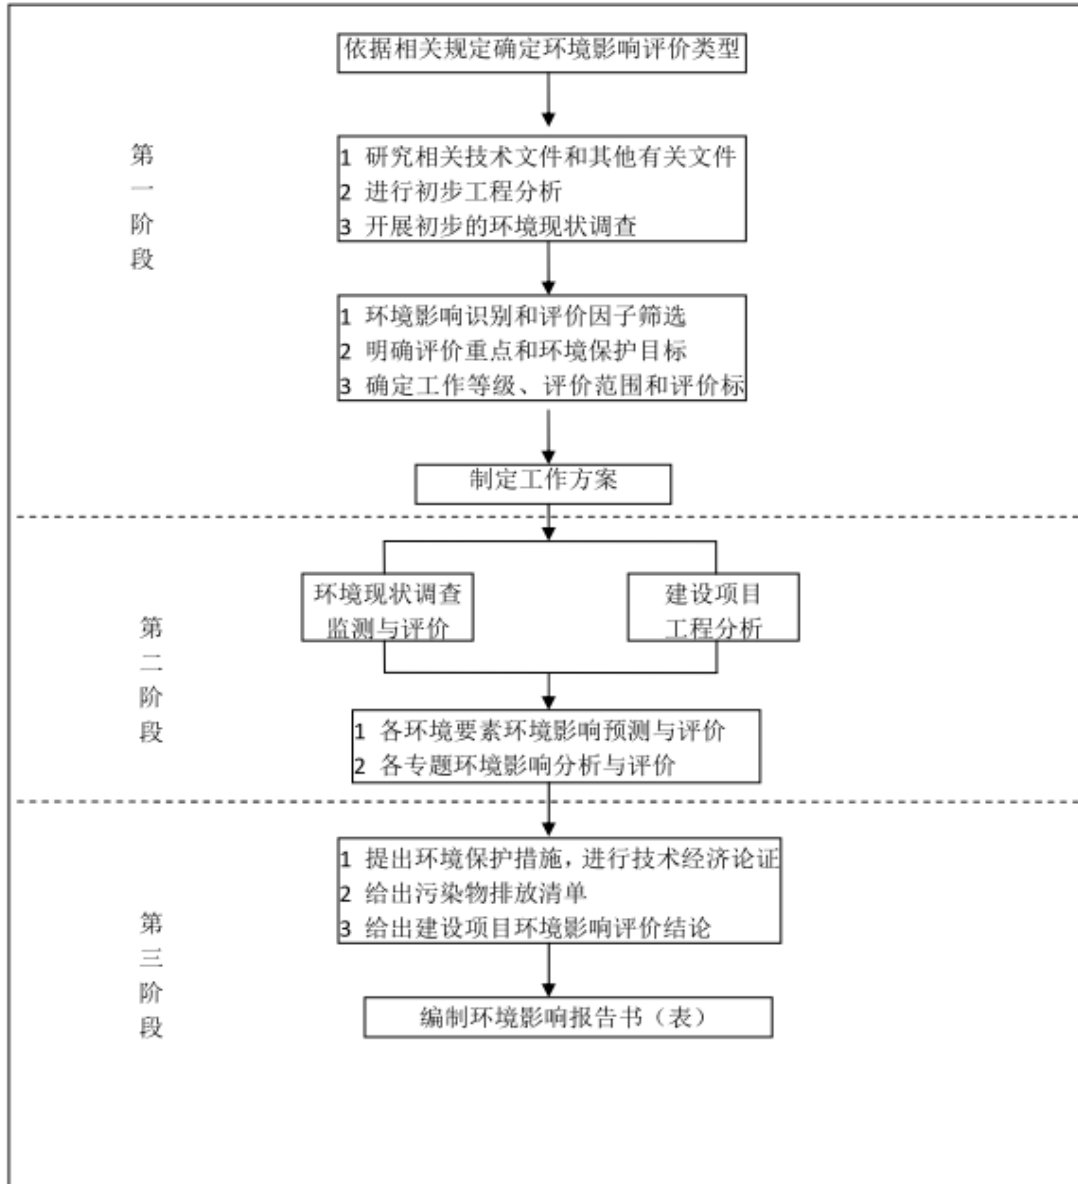 依据相关规定确定环境影响评价类型
第一阶段
1 研究相关技术文件和其他有关文件
2 进行初步工程分析
3 开展初步的环境现状调查
1 环境影响识别和评价因子筛选
2 明确评价重点和环境保护目标
3 确定工作等级、评价范围和评价标
制定工作方案
第二阶段
环境现状调查
监测与评价
建设项目
工程分析
1 各环境要素环境影响预测与评价
2 各专题环境影响分析与评价
第三阶段
1 提出环境保护措施，进行技术经济论证
2 给出污染物排放清单
3 给出建设项目环境影响评价结论
编制环境影响报告书（表）